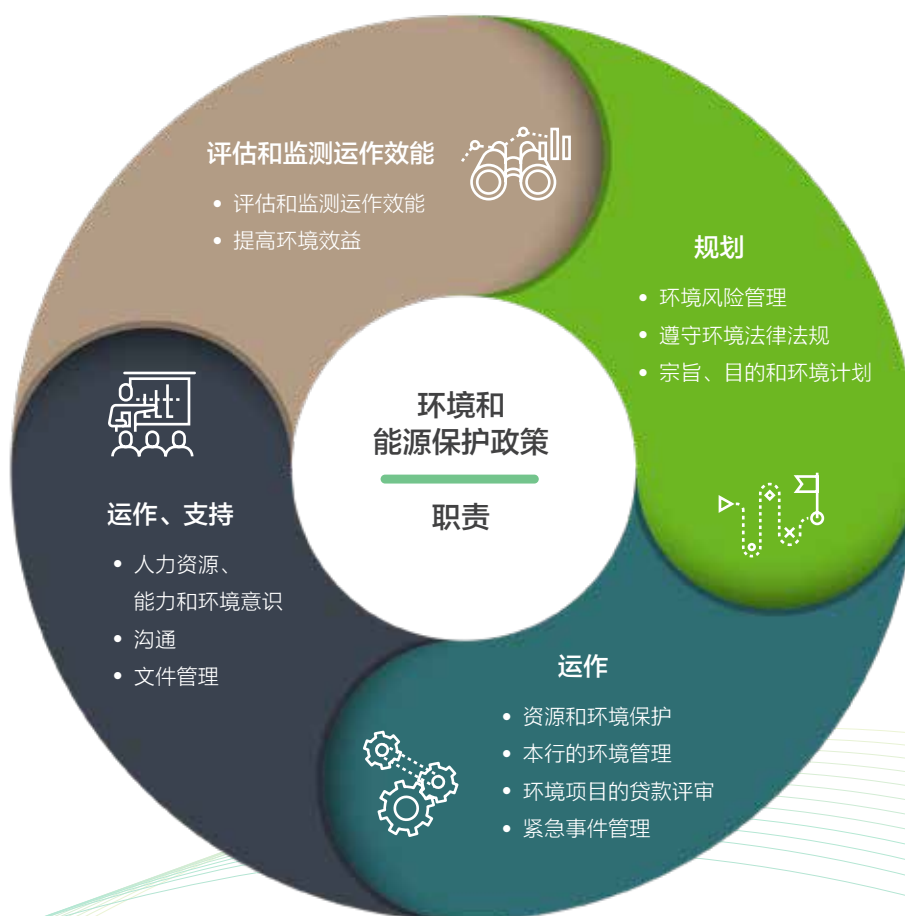 评估和监测运作效能
• 评估和监测运作效能
• 提高环境效益
规划
• 环境风险管理
• 遵守环境法律法规
• 宗旨、目的和环境计划
环境和
能源保护政策
职责
运作、支持
• 人力资源、
能力和环境意识
• 沟通
• 文件管理
运作
• 资源和环境保护
• 本行的环境管理
• 环境项目的贷款评审
• 紧急事件管理